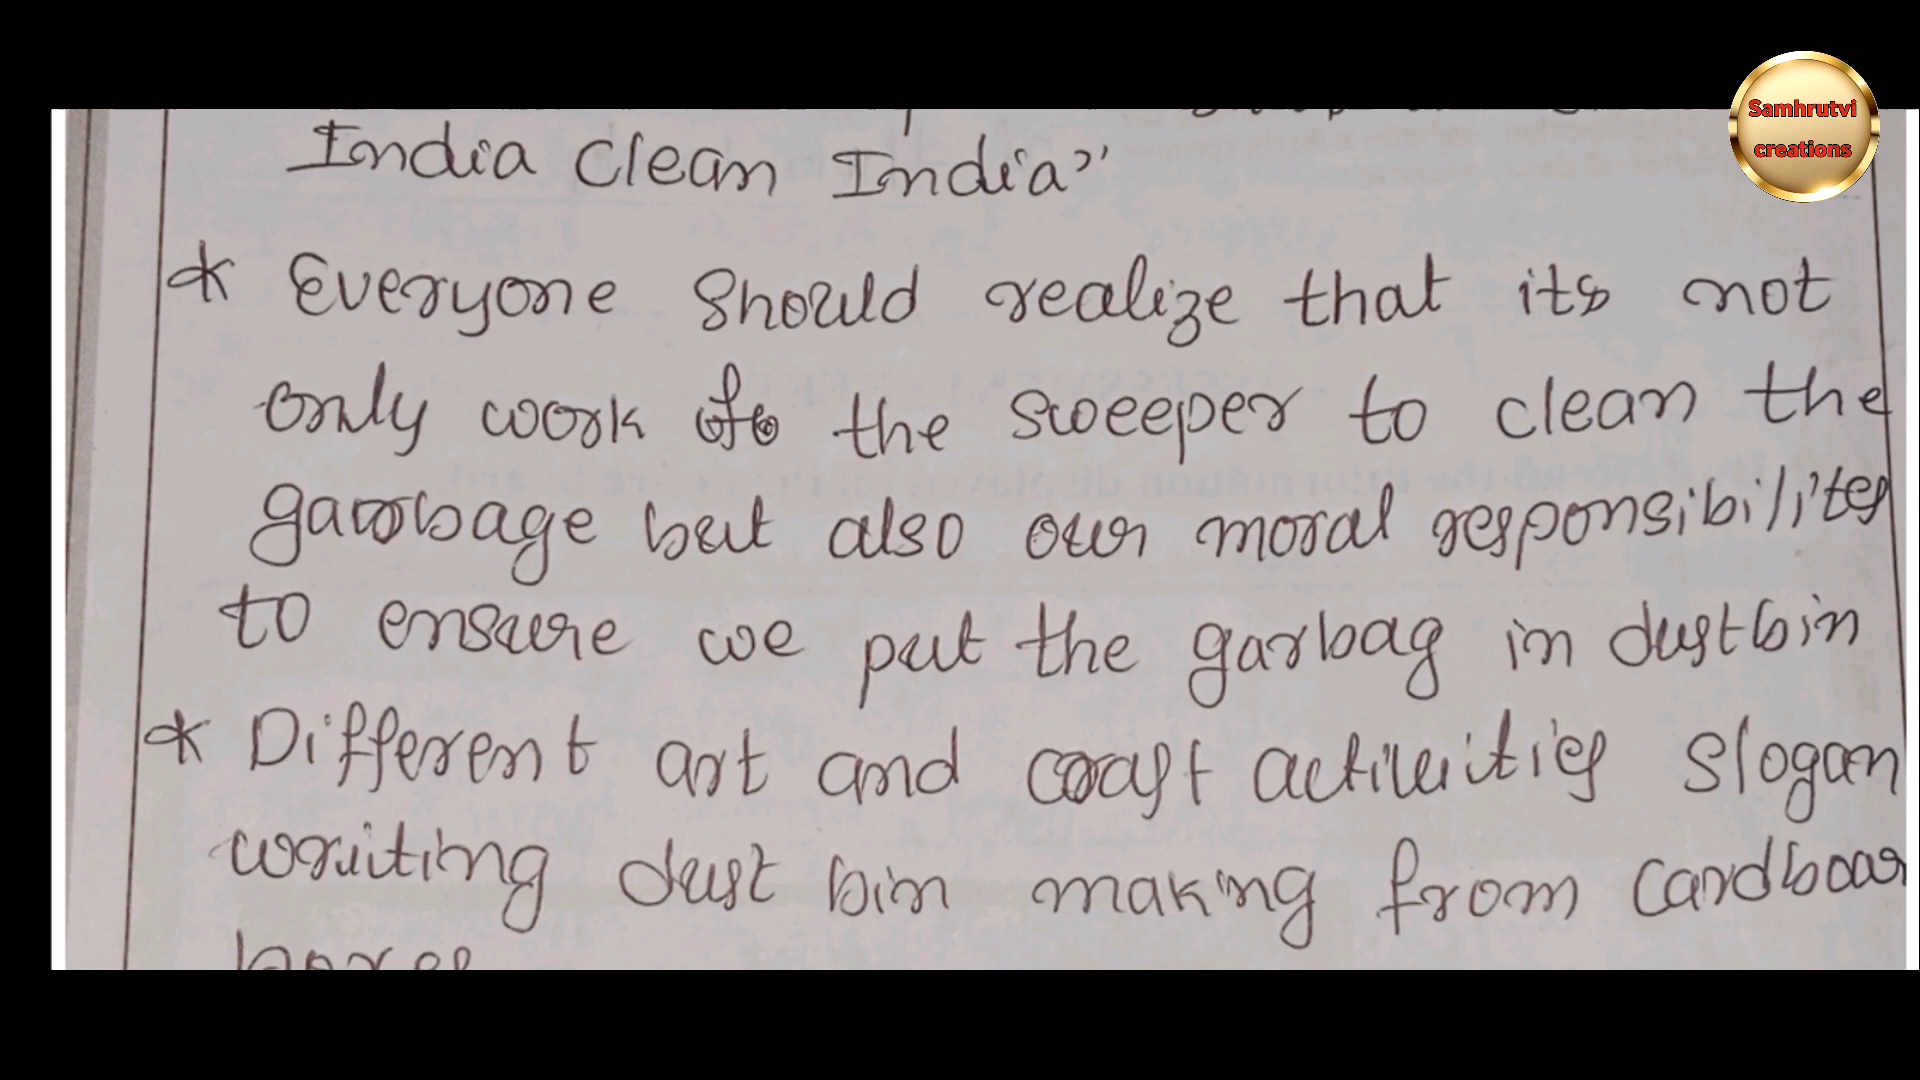 India Clean India"
Samhrutvi
creations
* Everyone should realize that its not
only work of the sweeper to clean the
garbage but also our moral responsibilites
to ensure we put the garbag in dustbin
* Different art and craft activities slogan
writing dust bin making from Cardboar
boxes